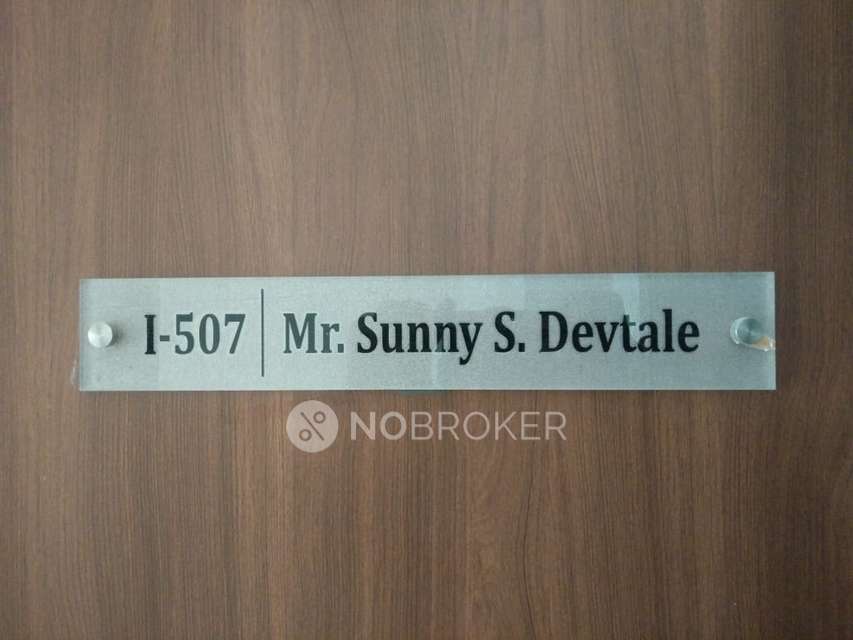 I-507 | Mr. Sunny S. Devtale
NOBROKER